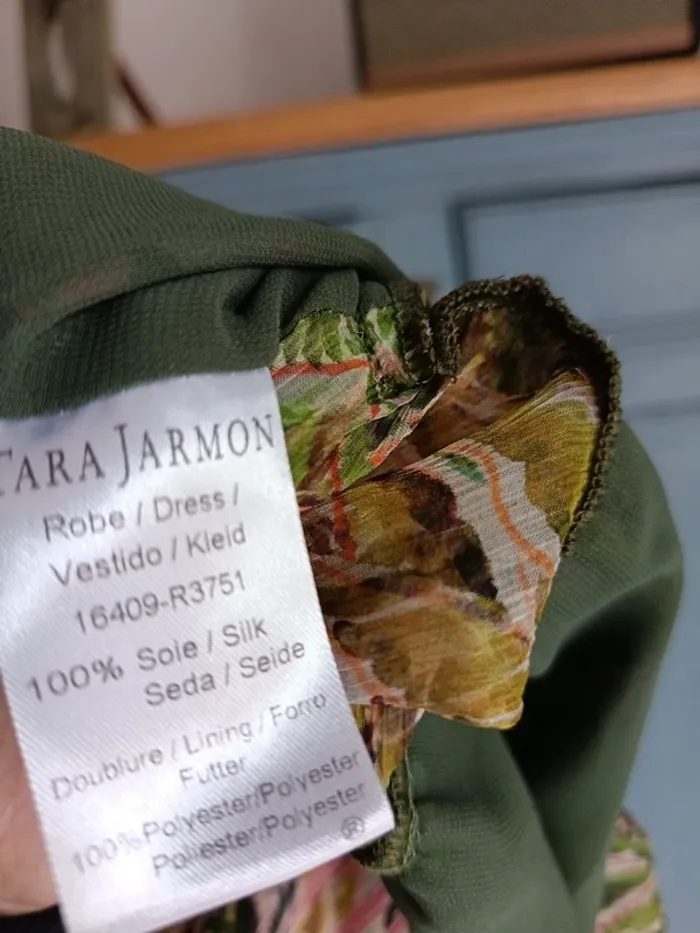 TARA JARMON
Robe / Dress /
Vestido / Kleid
16409-R3751
100% Soie / Silk
Seda / Seide
Doublure / Lining / Forro
Futter
100%Polyester/Polyester
Poliester/Polyester
®